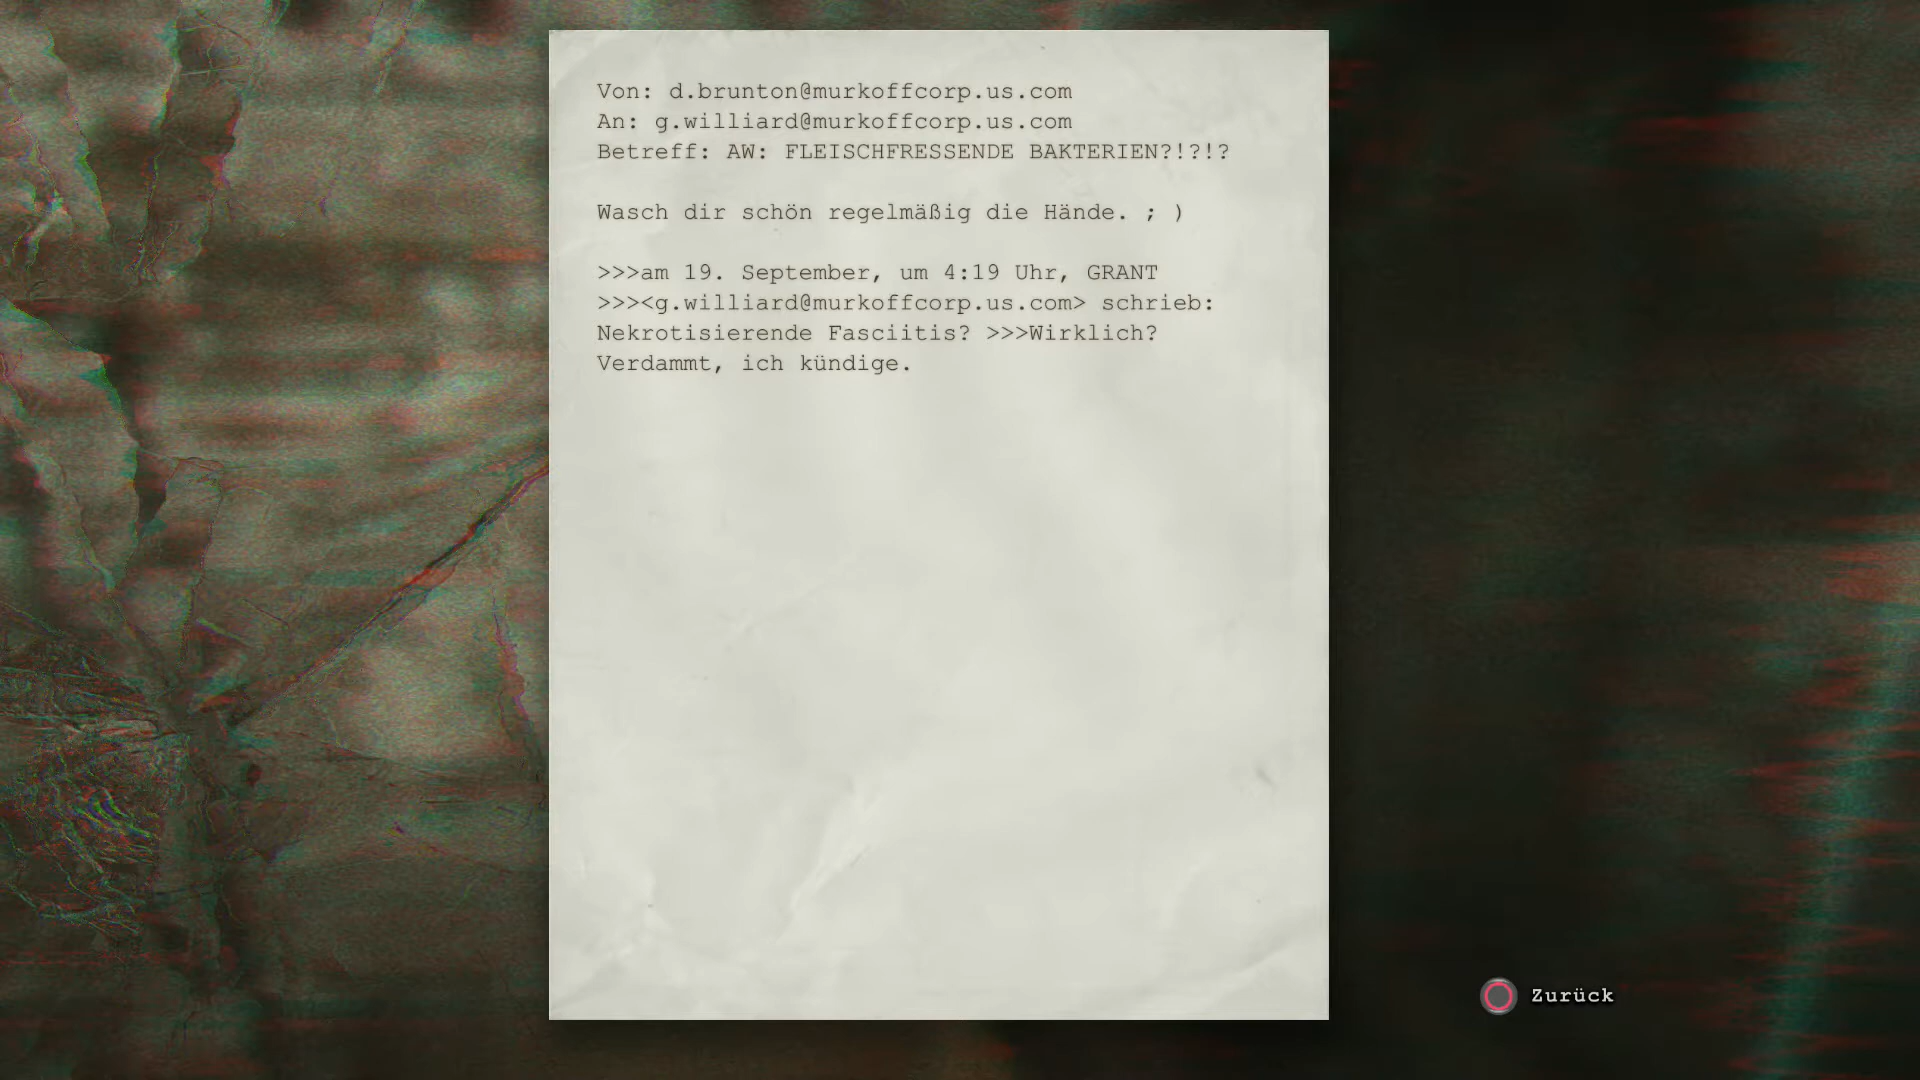 Von: d.brunton@murkoffcorp.us.com
An: g.williard@murkoffcorp.us.com
Betreff: AW: FLEISCHFRESSENDE BAKTERIEN?!?!?
Wasch dir schön regelmäßig die Hände. ; )
>>>am 19. September, um 4:19 Uhr, GRANT
>>><g.williard@murkoffcorp.us.com> schrieb:
Nekrotisierende Fasciitis? >>>Wirklich?
Verdammt, ich kündige.
Zurück